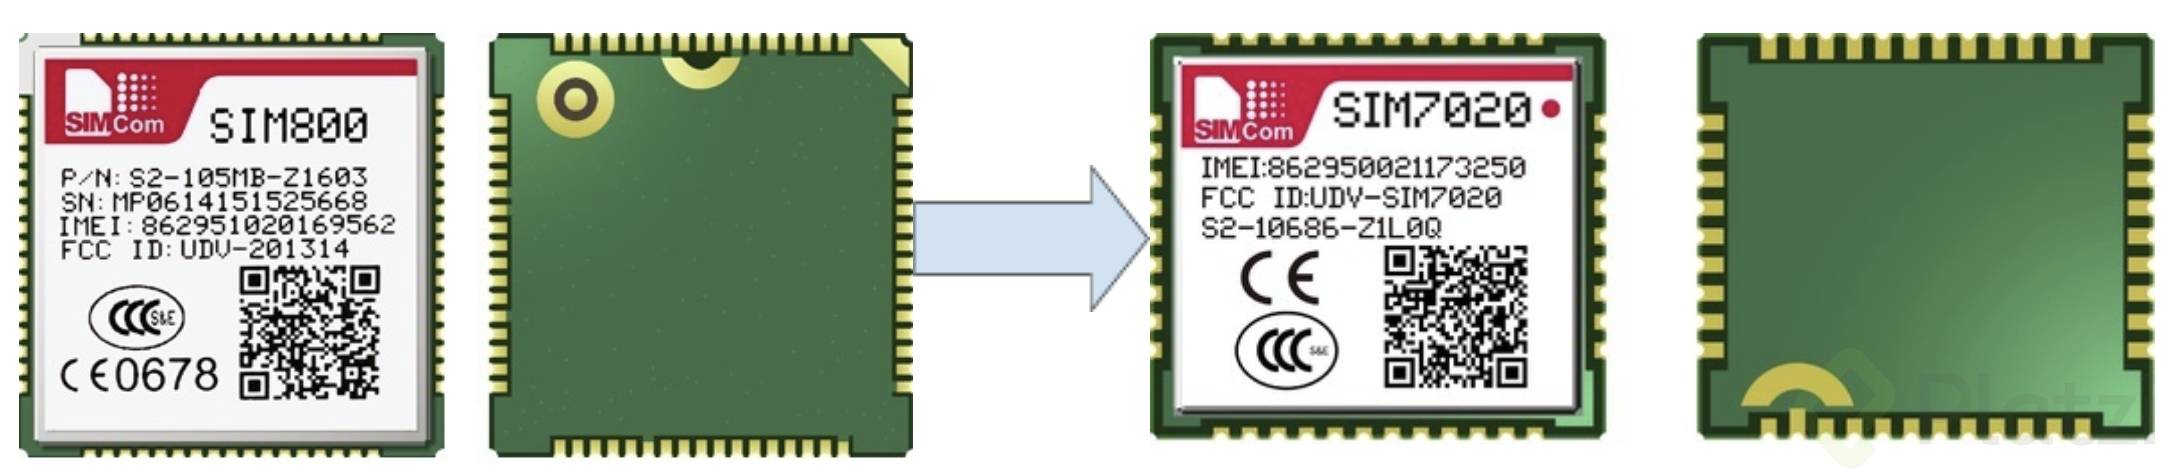 SIMCom
SIM800
P/N: S2-105MB-Z1603
SN: MP0614151525668
IMEI: 862951020169562
FCC ID: UDV-201314
CCC S&E
CE0678
SIMCom
SIM7020
IMEI:862950021173250
FCC ID:UDV-SIM7020
S2-10686-Z1L0Q
CE
CCC S&E
Platz